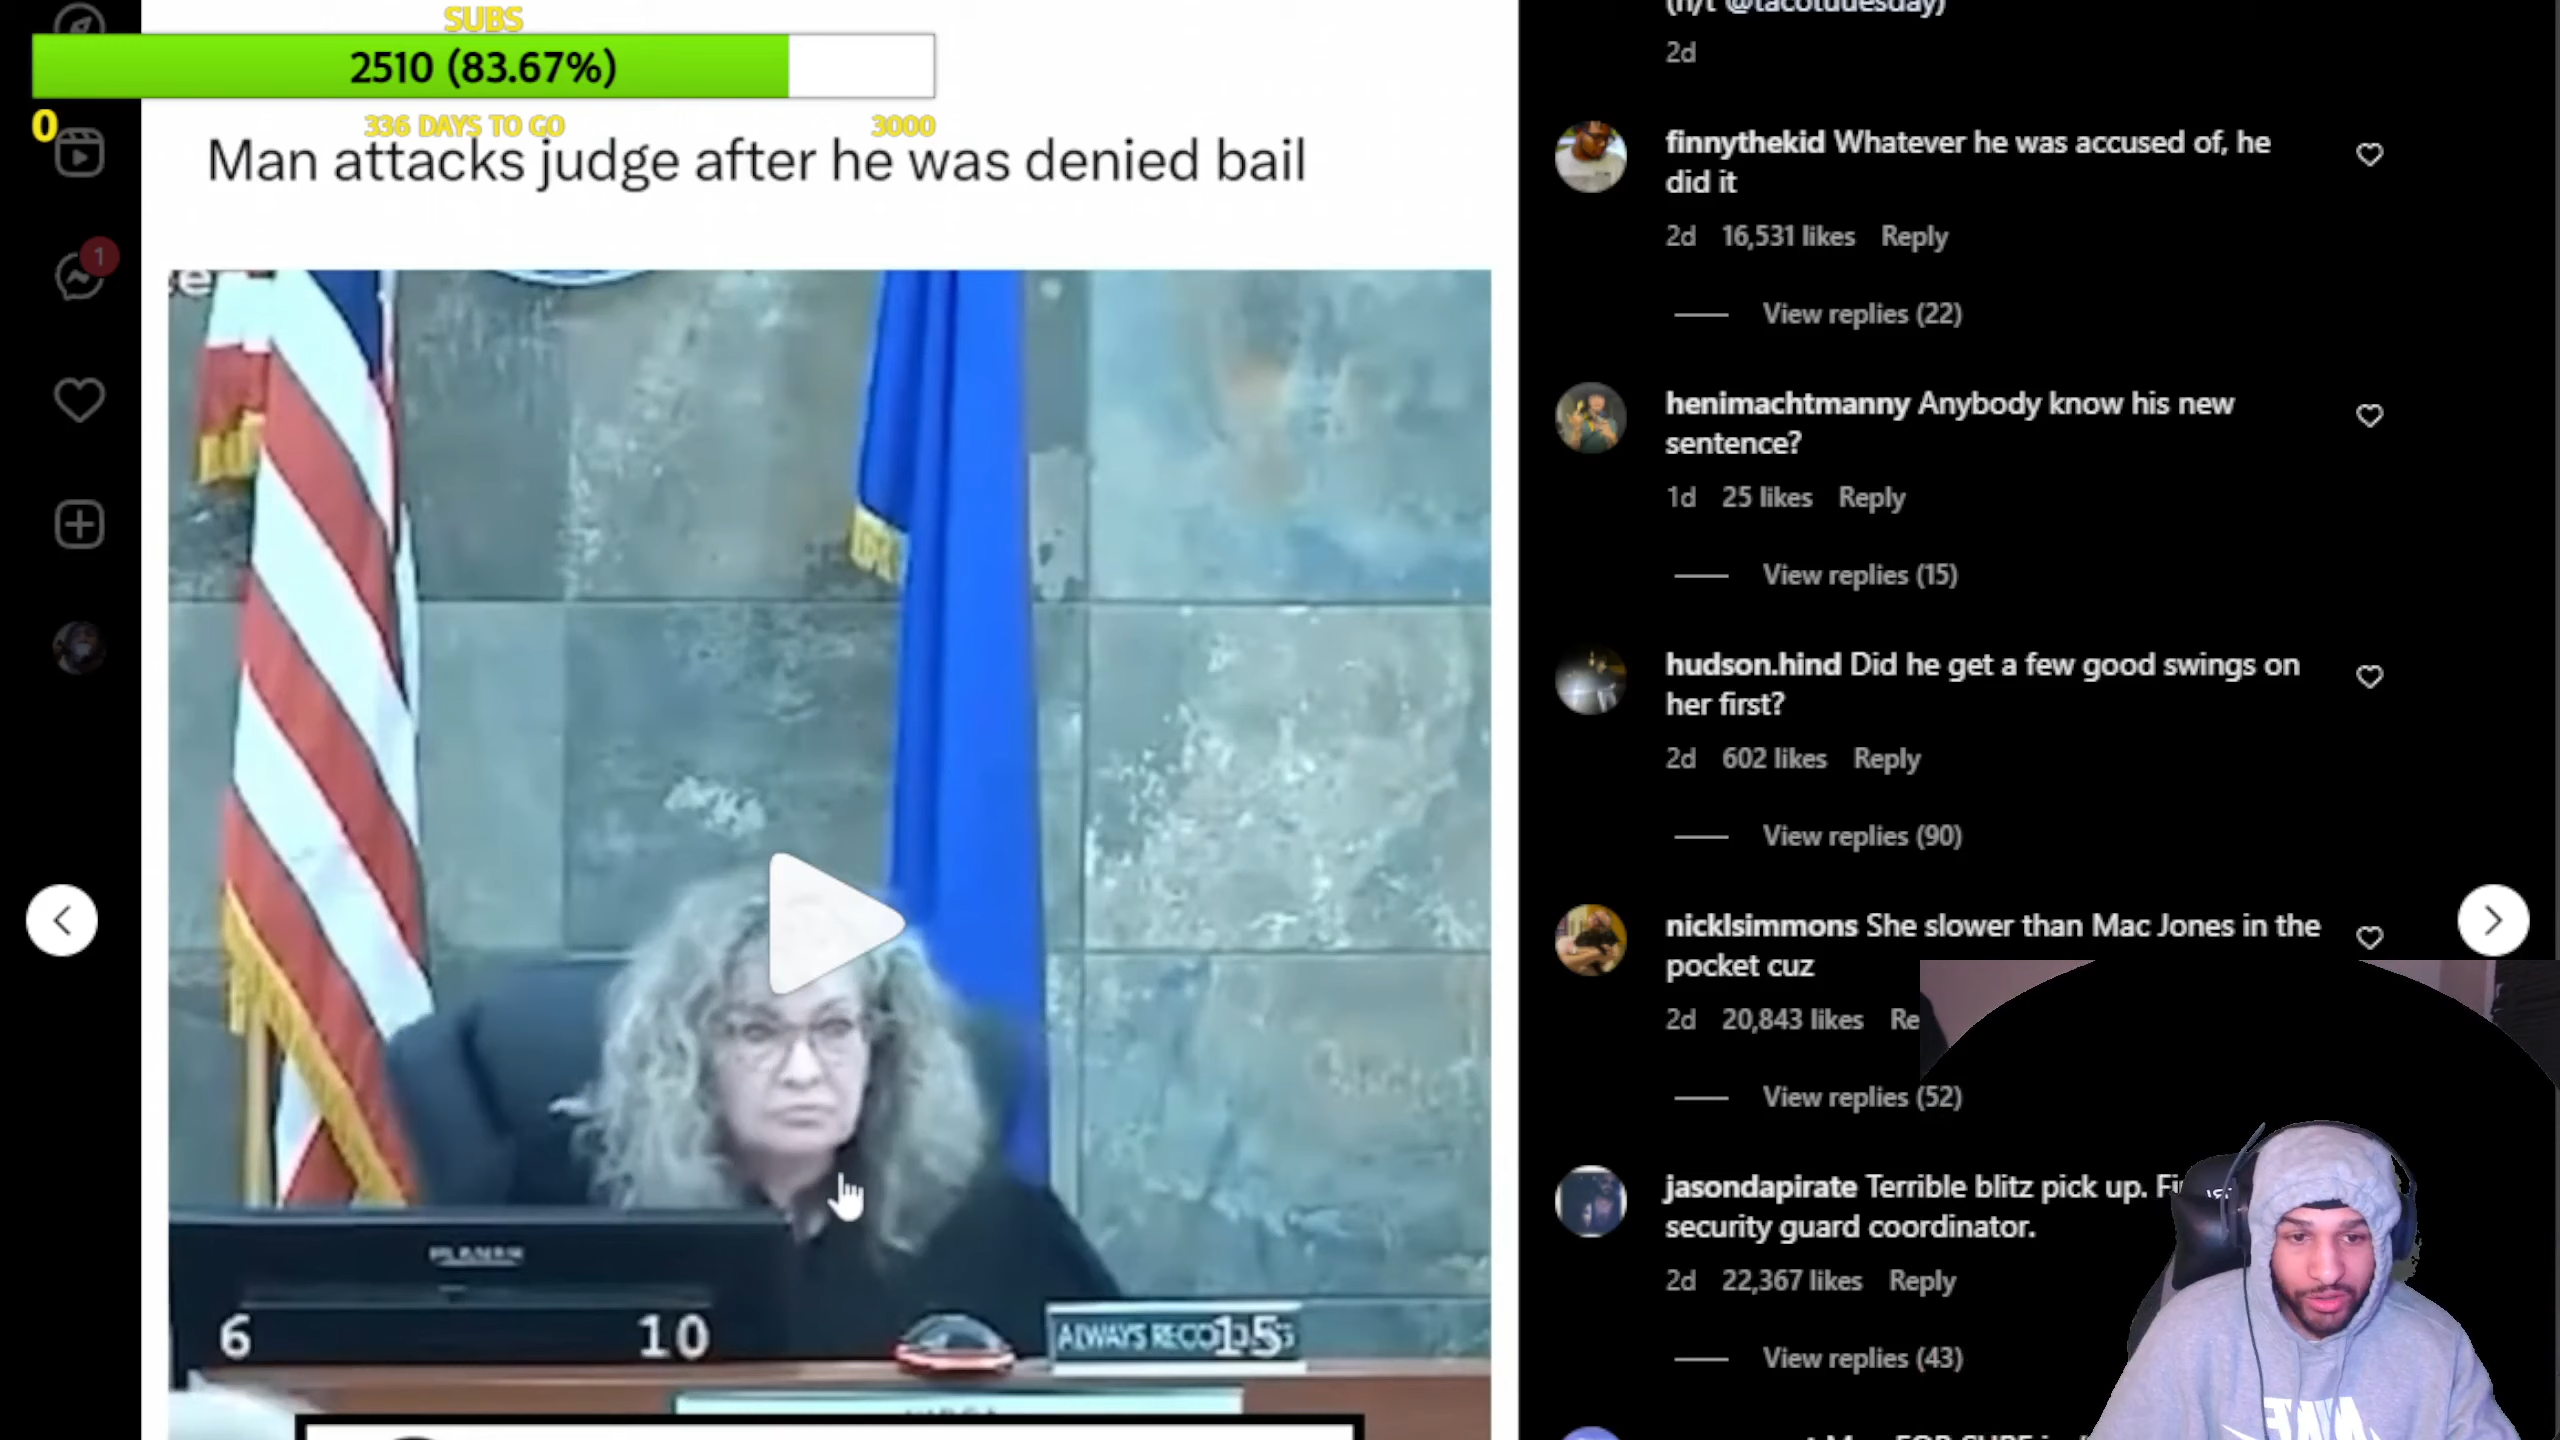 SUBS
2510 (83.67%)
0
336 DAYS TO GO
3000
1
Man attacks judge after he was denied bail
6
10
15
2d
finnythekid Whatever he was accused of, he
did it
2d 16,531 likes Reply
View replies (22)
henimachtmanny Anybody know his new
sentence?
1d 25 likes Reply
View replies (15)
hudson.hind Did he get a few good swings on
her first?
2d 602 likes Reply
View replies (90)
nicklsimmons She slower than Mac Jones in the
pocket cuz
2d 20,843 likes Re
View replies (52)
jasondapirate Terrible blitz pick up.
security guard coordinator.
2d 22,367 likes Reply
View replies (43)